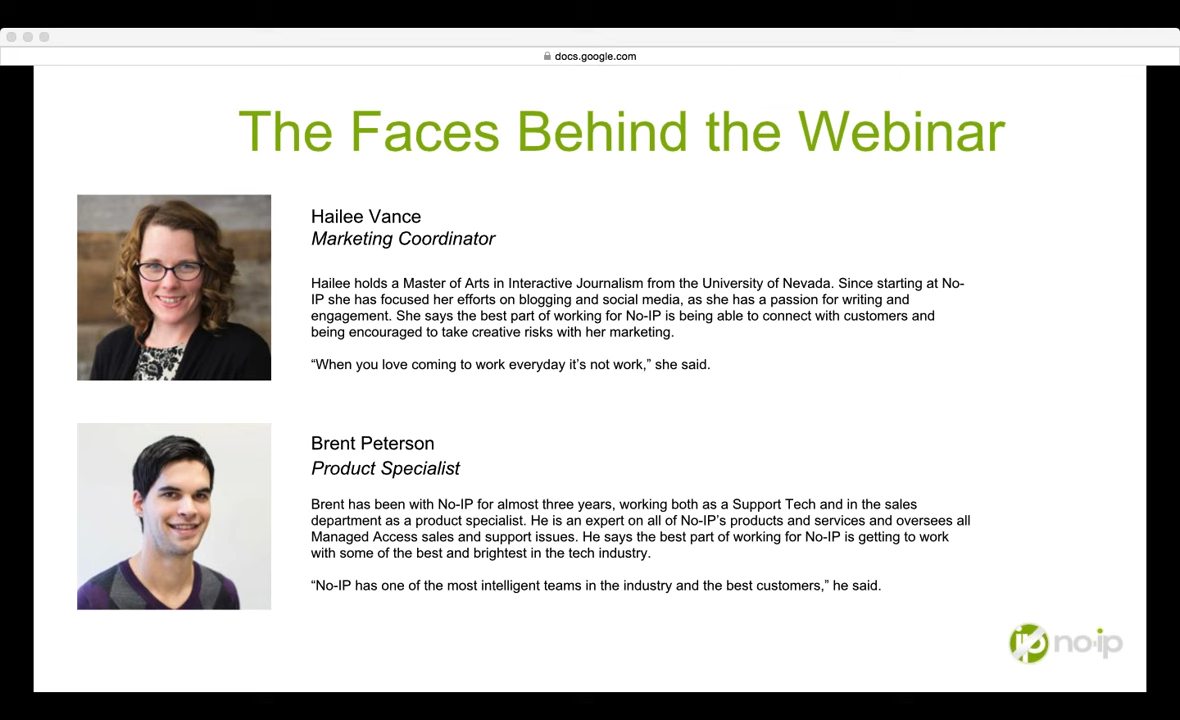 docs.google.com
The Faces Behind the Webinar
Hailee Vance
Marketing Coordinator
Hailee holds a Master of Arts in Interactive Journalism from the University of Nevada. Since starting at No-
IP she has focused her efforts on blogging and social media, as she has a passion for writing and
engagement. She says the best part of working for No-IP is being able to connect with customers and
being encouraged to take creative risks with her marketing.
“When you love coming to work everyday it’s not work,” she said.
Brent Peterson
Product Specialist
Brent has been with No-IP for almost three years, working both as a Support Tech and in the sales
department as a product specialist. He is an expert on all of No-IP’s products and services and oversees all
Managed Access sales and support issues. He says the best part of working for No-IP is getting to work
with some of the best and brightest in the tech industry.
“No-IP has one of the most intelligent teams in the industry and the best customers,” he said.
ip no-ip